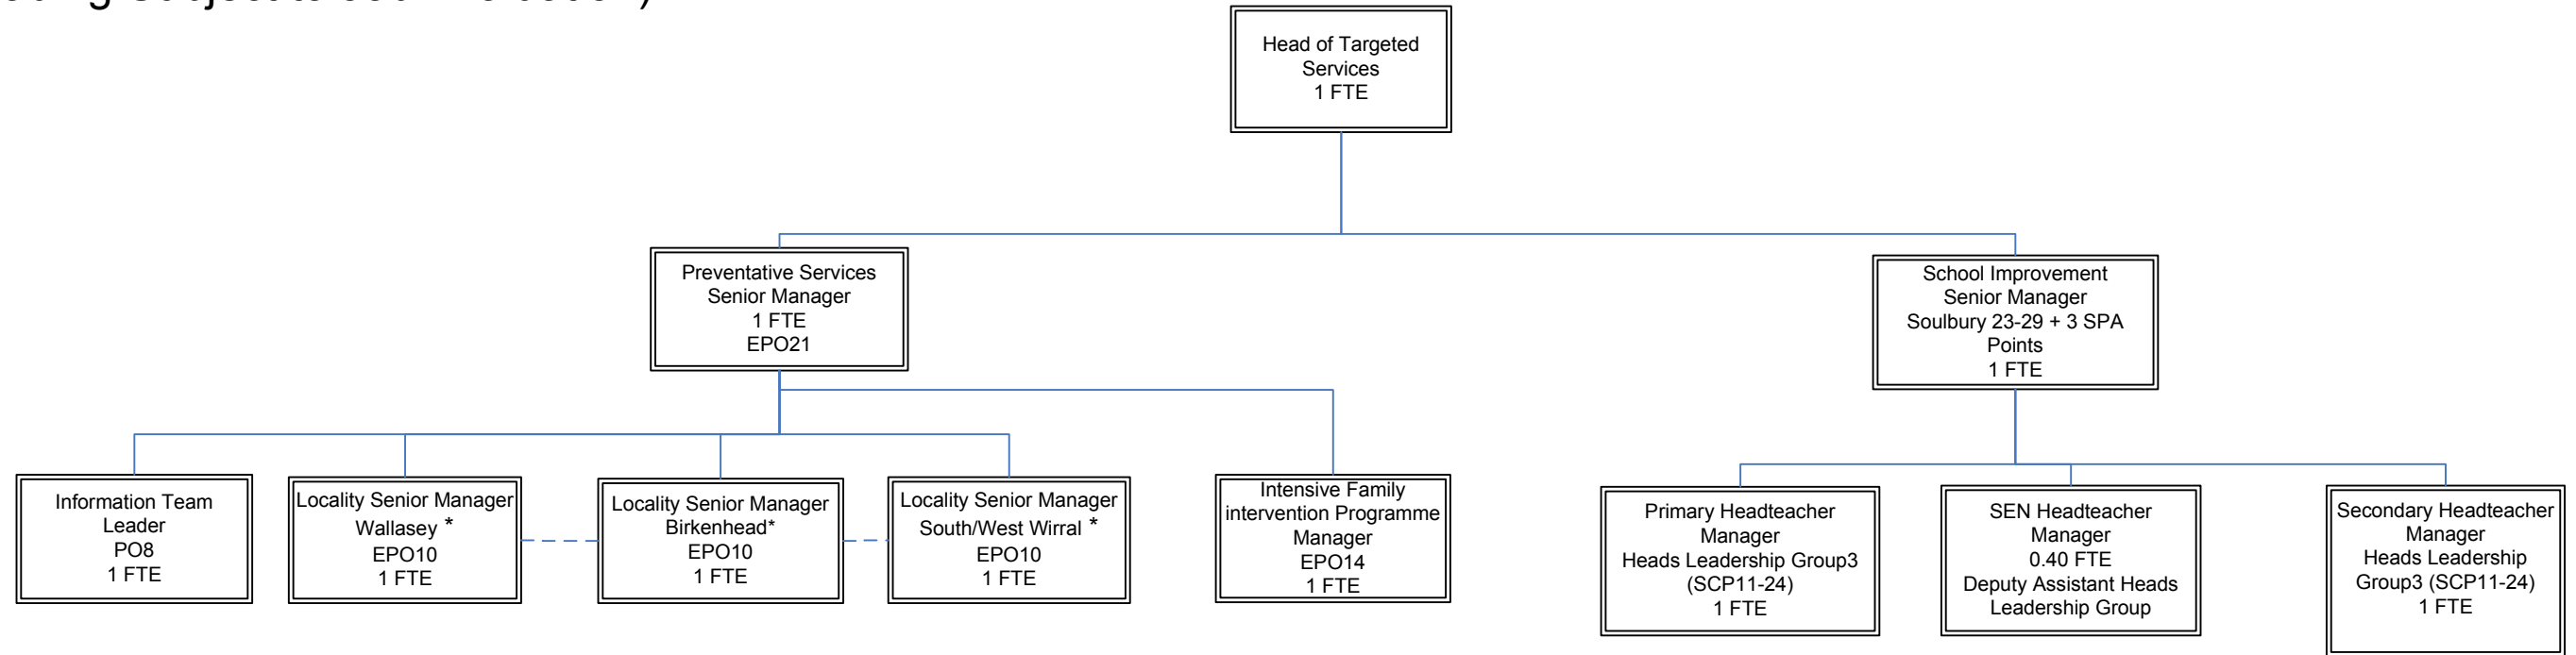 Head of Targeted
Services
1 FTE
Preventative Services
Senior Manager
1 FTE
EPO21
School Improvement
Senior Manager
Soulbury 23-29 + 3 SPA
Points
1 FTE
Information Team
Leader
PO8
1 FTE
Locality Senior Manager
Wallasey *
EPO10
1 FTE
Locality Senior Manager
Birkenhead*
EPO10
1 FTE
Locality Senior Manager
South/West Wirral *
EPO10
1 FTE
Intensive Family
intervention Programme
Manager
EPO14
1 FTE
Primary Headteacher
Manager
Heads Leadership Group3
(SCP11-24)
1 FTE
SEN Headteacher
Manager
0.40 FTE
Deputy Assistant Heads
Leadership Group
Secondary Headteacher
Manager
Heads Leadership
Group3 (SCP11-24)
1 FTE